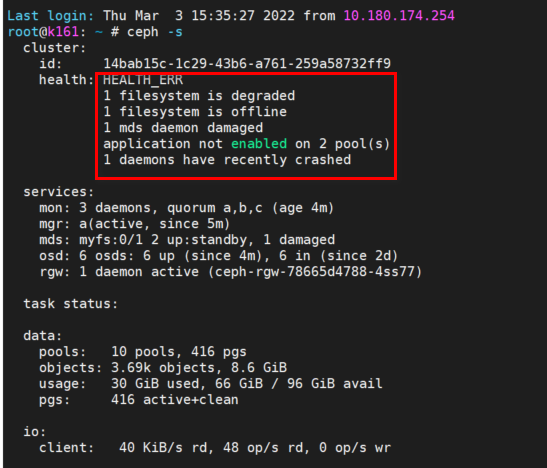 Last login: Thu Mar  3 15:35:27 2022 from 10.180.174.254
root@k161: ~ # ceph -s
  cluster:
    id:     14bab15c-1c29-43b6-a761-259a58732ff9
    health: HEALTH_ERR
            1 filesystem is degraded
            1 filesystem is offline
            1 mds daemon damaged
            application not enabled on 2 pool(s)
            1 daemons have recently crashed

  services:
    mon: 3 daemons, quorum a,b,c (age 4m)
    mgr: a(active, since 5m)
    mds: myfs:0/1 2 up:standby, 1 damaged
    osd: 6 osds: 6 up (since 4m), 6 in (since 2d)
    rgw: 1 daemon active (ceph-rgw-78665d4788-4ss77)

  task status:

  data:
    pools:   10 pools, 416 pgs
    objects: 3.69k objects, 8.6 GiB
    usage:   30 GiB used, 66 GiB / 96 GiB avail
    pgs:     416 active+clean

  io:
    client:   40 KiB/s rd, 48 op/s rd, 0 op/s wr